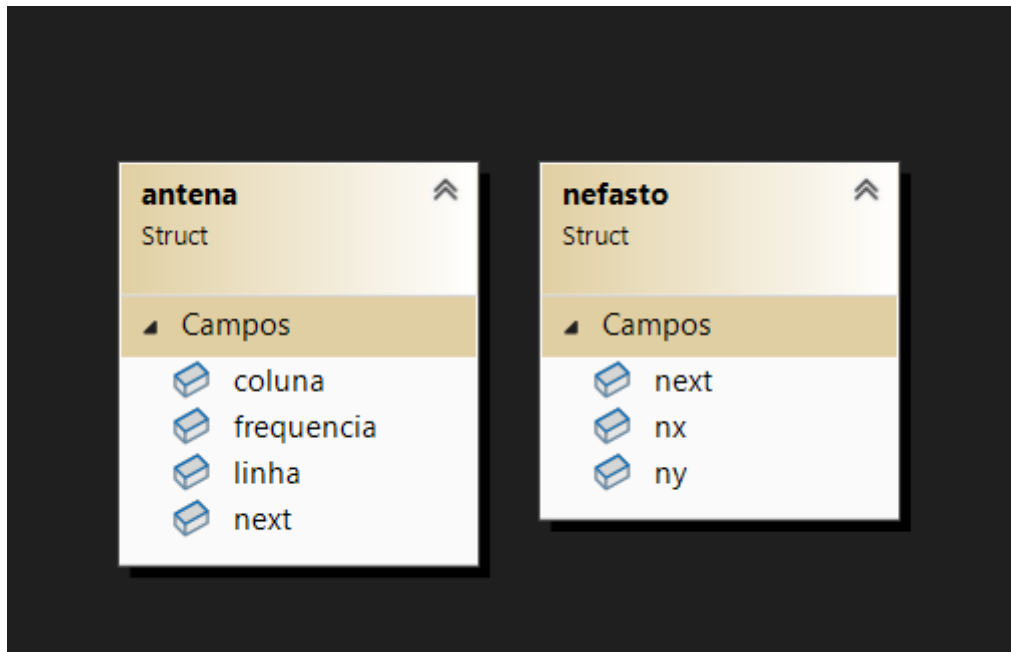 antena
Struct
Campos
coluna
frequencia
linha
next
nefasto
Struct
Campos
next
nx
ny